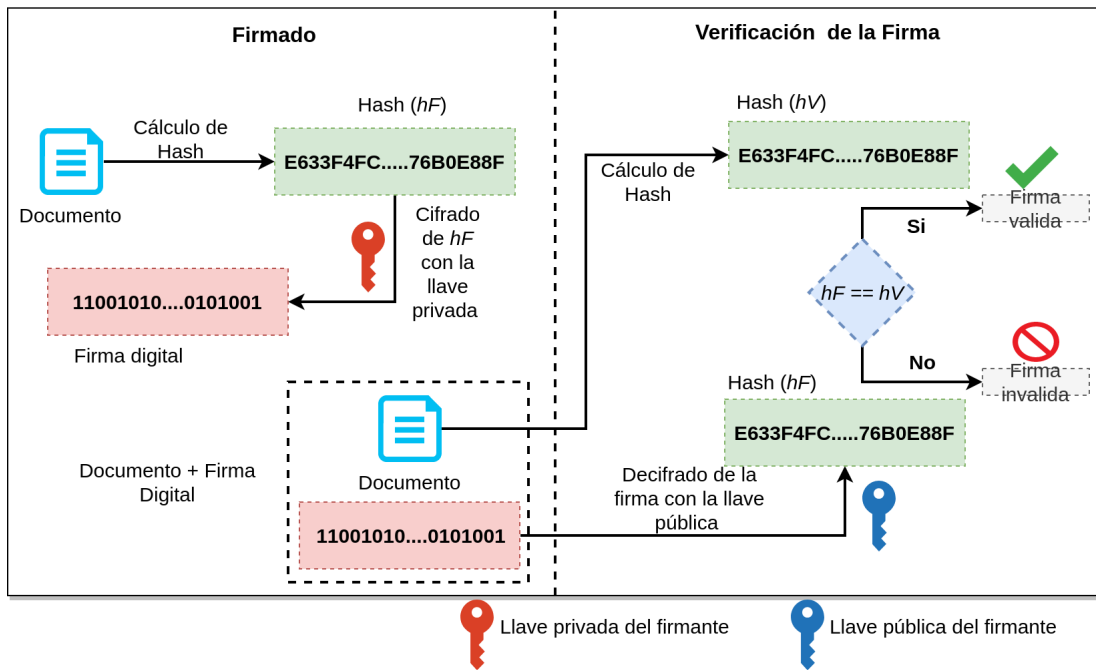 Firmado
Hash (hF)
Cálculo de
Hash
E633F4FC.....76B0E88F
Documento
Cifrado
de hF
con la
llave
privada
11001010....0101001
Firma digital
Documento + Firma
Digital
Documento
11001010....0101001
Verificación de la Firma
Hash (hV)
E633F4FC.....76B0E88F
Cálculo de
Hash
Firma
valida
Si
hF == hV
No
Firma
invalida
Hash (hF)
E633F4FC.....76B0E88F
Decifrado de la
firma con la llave
pública
Llave privada del firmante
Llave pública del firmante